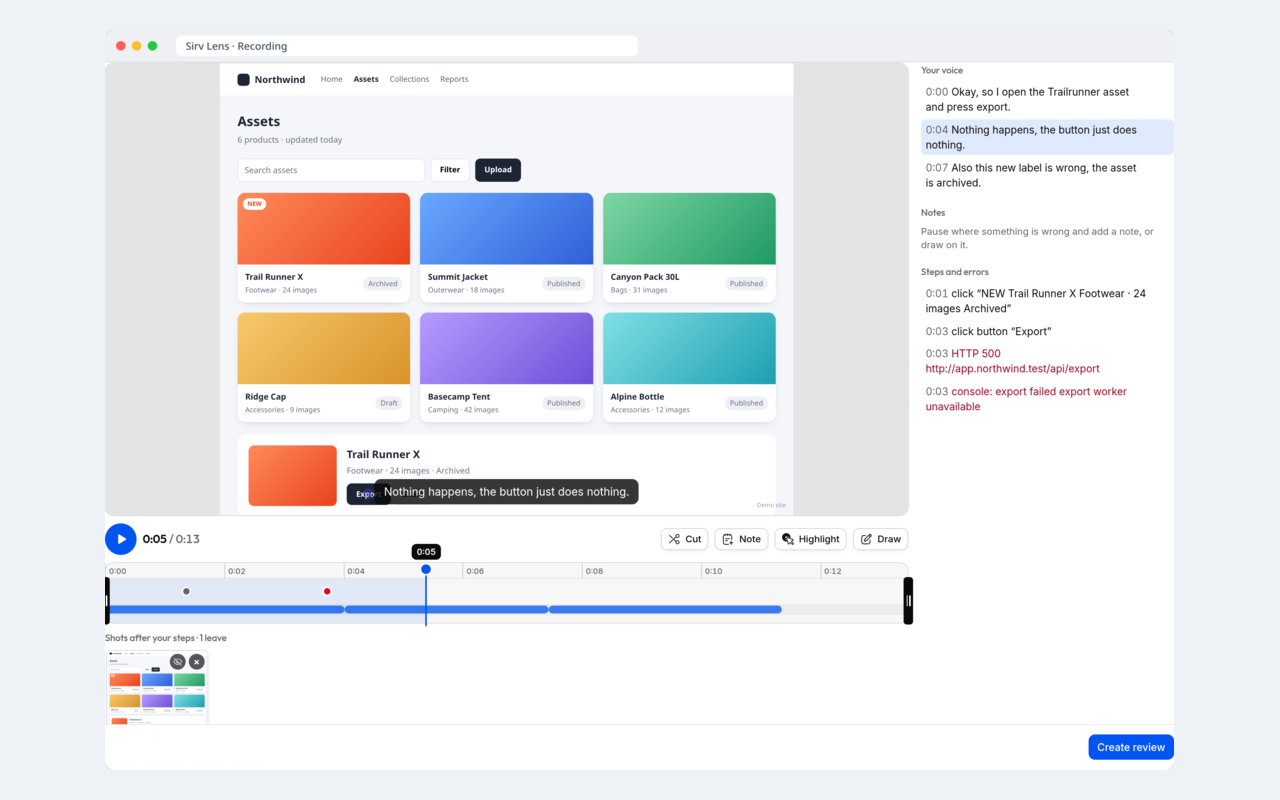 Sirv Lens · Recording
Northwind Home Assets Collections Reports
Assets
6 products · updated today
Search assets Filter Upload
NEW
Trail Runner X
Footwear · 24 images
Archived
Summit Jacket
Outerwear · 18 images
Published
Canyon Pack 30L
Bags · 31 images
Published
Ridge Cap
Accessories · 9 images
Draft
Basecamp Tent
Camping · 42 images
Published
Alpine Bottle
Accessories · 12 images
Published
Trail Runner X
Footwear · 24 images · Archived
Export
Nothing happens, the button just does nothing.
Demo site
0:05 / 0:13
Cut Note Highlight Draw
0:05
0:00 0:02 0:04 0:06 0:08 0:10 0:12
Shots after your steps · 1 leave
Your voice
0:00 Okay, so I open the Trailrunner asset
and press export.
0:04 Nothing happens, the button just does
nothing.
0:07 Also this new label is wrong, the asset
is archived.
Notes
Pause where something is wrong and add a note, or
draw on it.
Steps and errors
0:01 click “NEW Trail Runner X Footwear · 24
images Archived”
0:03 click button “Export”
0:03 HTTP 500
http://app.northwind.test/api/export
0:03 console: export failed export worker
unavailable
Create review